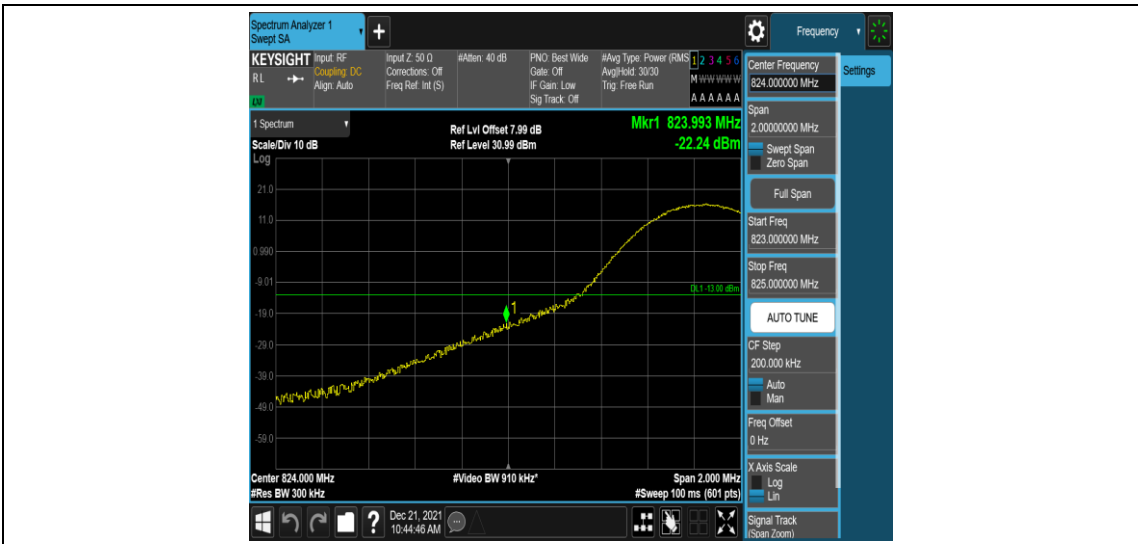 Spectrum Analyzer 1
Swept SA
+
Frequency
KEYSIGHT
RL
LXI
Input: RF
Coupling: DC
Align: Auto
Input Z: 50 Ω
Corrections: Off
Freq Ref: Int (S)
#Atten: 40 dB
PNO: Best Wide
Gate: Off
IF Gain: Low
Sig Track: Off
#Avg Type: Power (RMS
Avg|Hold: 30/30
Trig: Free Run
1 2 3 4 5 6
M W W W W W
A A A A A A
1 Spectrum
Scale/Div 10 dB
Log
Ref Lvl Offset 7.99 dB
Ref Level 30.99 dBm
Mkr1 823.993 MHz
-22.24 dBm
21.0
11.0
0.990
-9.01
-19.0
-29.0
-39.0
-49.0
-59.0
DL1 -13.00 dBm
1
Center 824.000 MHz
#Res BW 300 kHz
#Video BW 910 kHz*
Span 2.000 MHz
#Sweep 100 ms (601 pts)
?
Dec 21, 2021
10:44:46 AM
Center Frequency
824.000000 MHz
Settings
Span
2.00000000 MHz
Swept Span
Zero Span
Full Span
Start Freq
823.000000 MHz
Stop Freq
825.000000 MHz
AUTO TUNE
CF Step
200.000 kHz
Auto
Man
Freq Offset
0 Hz
X Axis Scale
Log
Lin
Signal Track
(Span Zoom)